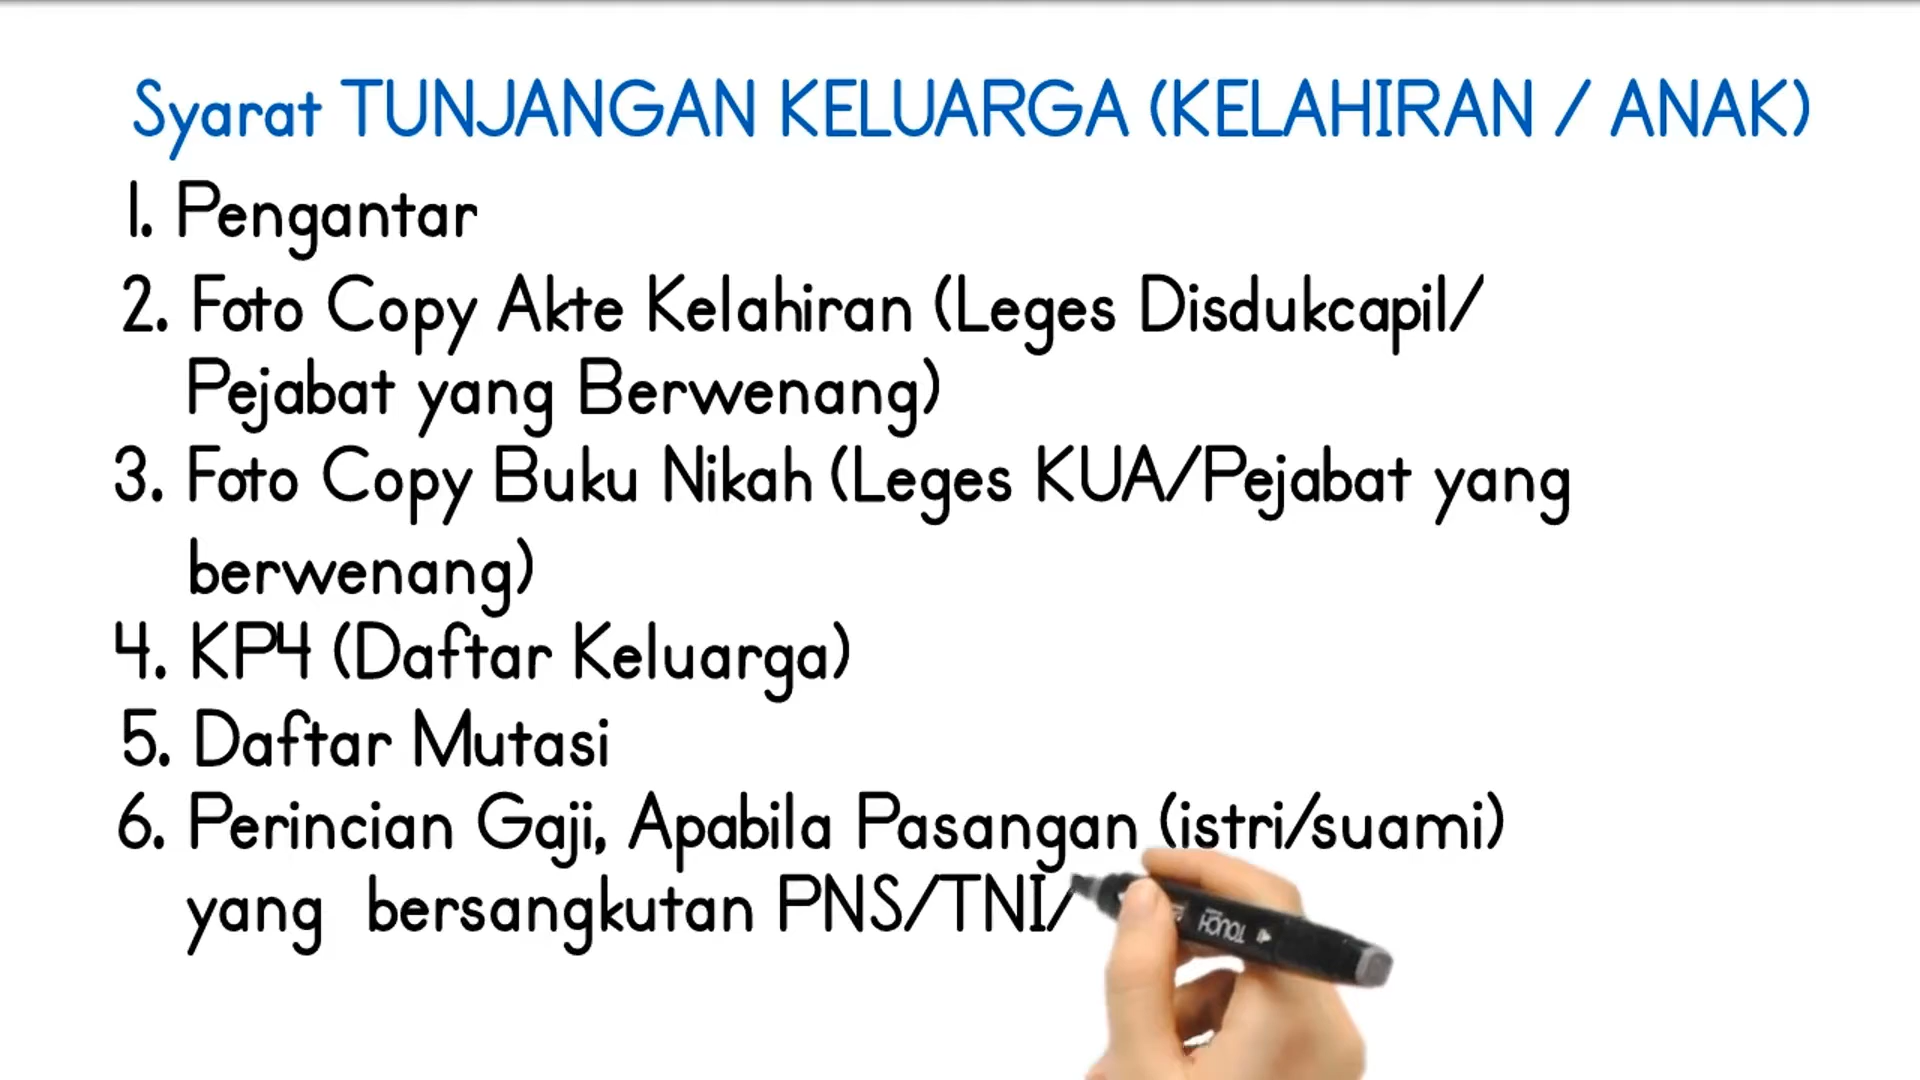 Syarat TUNJANGAN KELUARGA (KELAHIRAN / ANAK)
1. Pengantar
2. Foto Copy Akte Kelahiran (Leges Disdukcapil/
Pejabat yang Berwenang)
3. Foto Copy Buku Nikah (Leges KUA/Pejabat yang
berwenang)
4. KP4 (Daftar Keluarga)
5. Daftar Mutasi
6. Perincian Gaji, Apabila Pasangan (istri/suami)
yang bersangkutan PNS/TNI/
TOUCH